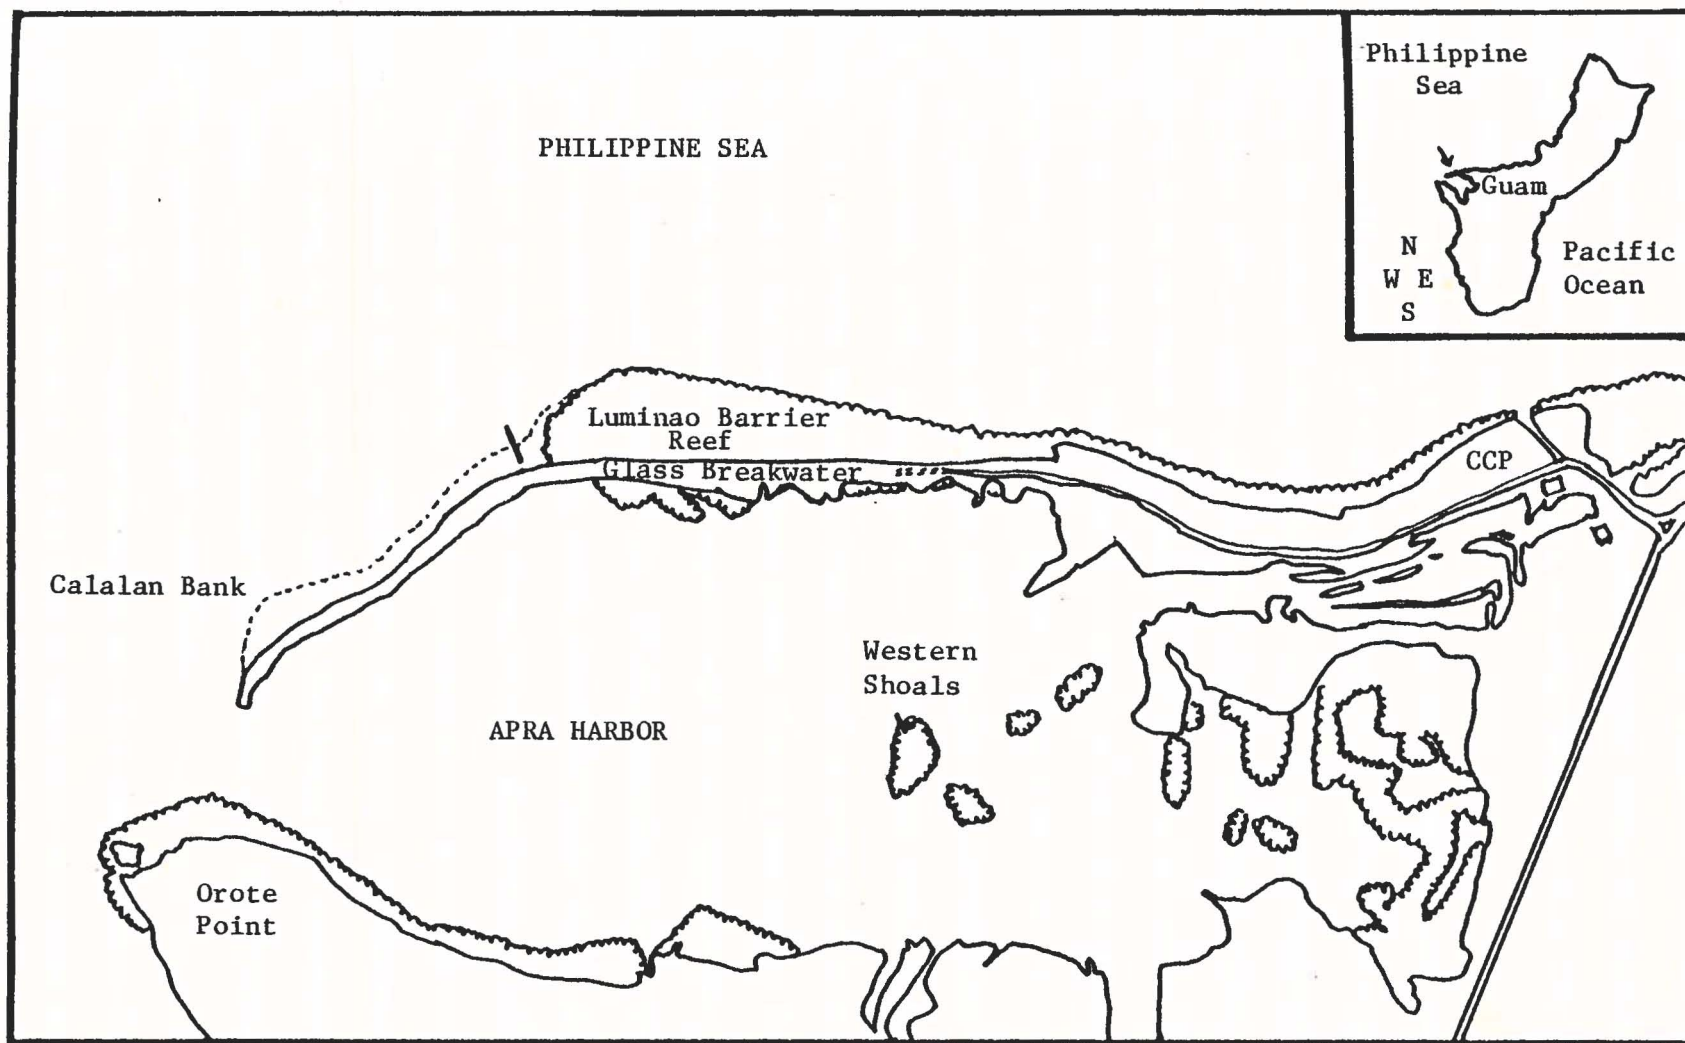 PHILIPPINE SEA
Philippine
Sea
Guam
N
W E
S
Pacific
Ocean
Luminao Barrier
Reef
Glass Breakwater
CCP
Calalan Bank
Western
Shoals
APRA HARBOR
Orote
Point